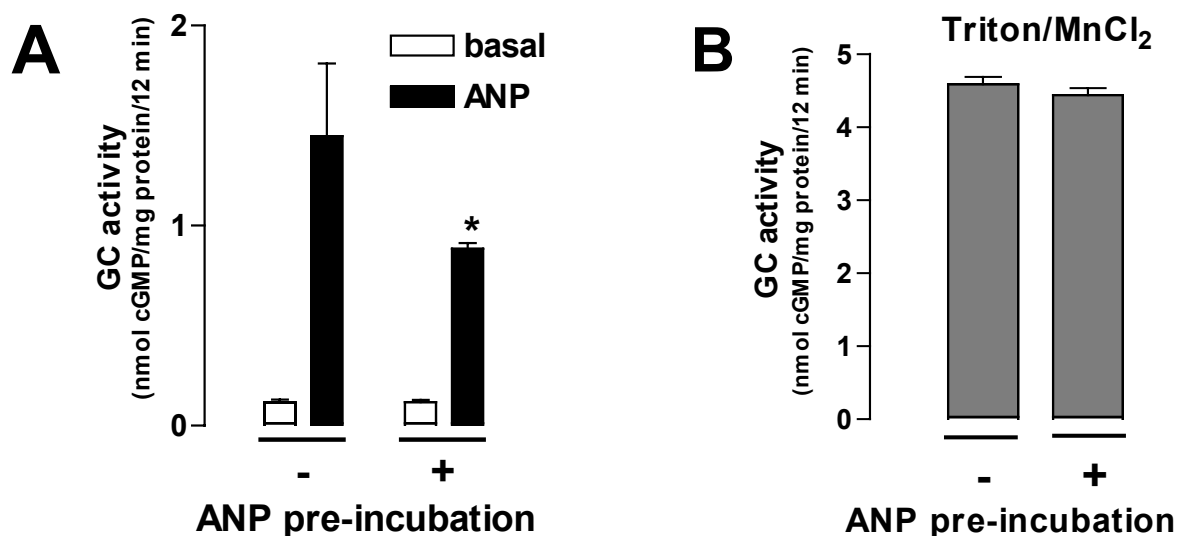 A
2
1
0
GC activity
(nmol cGMP/mg protein/12 min)
basal
ANP
*
-
+
ANP pre-incubation
B
Triton/MnCl₂
5
4
3
2
4
0
GC activity
(nmol cGMP/mg protein/12 min)
-
+
ANP pre-incubation